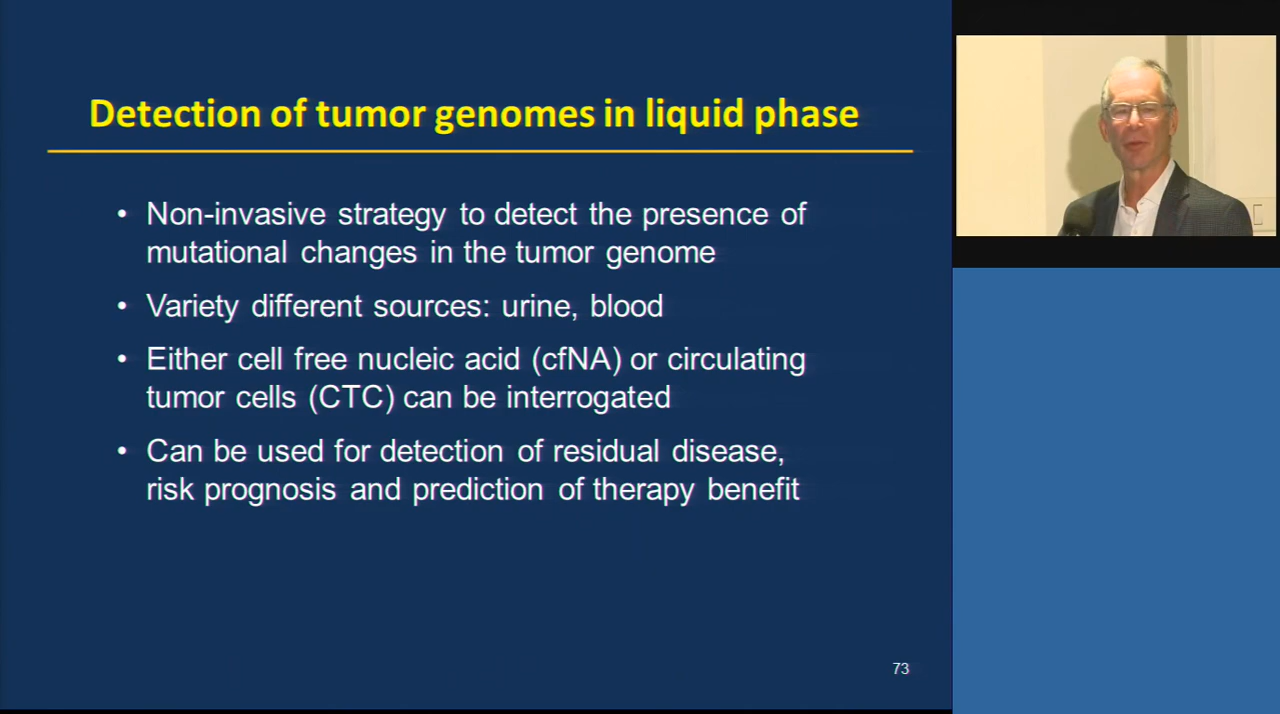 Detection of tumor genomes in liquid phase
• Non-invasive strategy to detect the presence of
mutational changes in the tumor genome
• Variety different sources: urine, blood
• Either cell free nucleic acid (cfNA) or circulating
tumor cells (CTC) can be interrogated
• Can be used for detection of residual disease,
risk prognosis and prediction of therapy benefit
73